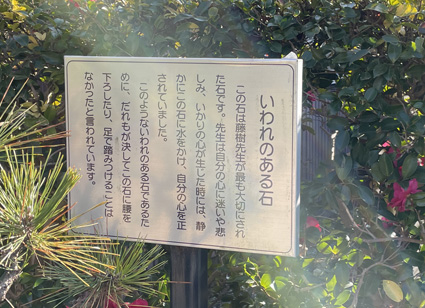 いわれのある石
この石は藤樹先生が最も大切にされ
た石です。先生は自分の心に迷いや悲
しみ、いかりの心が生じた時には、静
かにこの石に水をかけ、自分の心を正
されていました。
このようないわれのある石であるた
めに、だれもが決してこの石に腰を
下ろしたり、足で踏みつけることは
なかったと言われています。